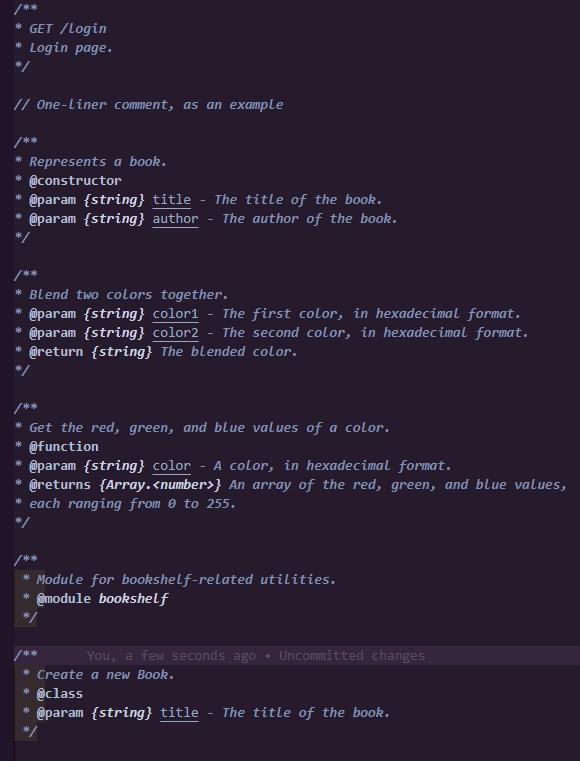 /**
* GET /login
* Login page.
*/
// One-liner comment, as an example
/**
* Represents a book.
* @constructor
* @param {string} title - The title of the book.
* @param {string} author - The author of the book.
*/
/**
* Blend two colors together.
* @param {string} color1 - The first color, in hexadecimal format.
* @param {string} color2 - The second color, in hexadecimal format.
* @return {string} The blended color.
*/
/**
* Get the red, green, and blue values of a color.
* @function
* @param {string} color - A color, in hexadecimal format.
* @returns {Array.<number>} An array of the red, green, and blue values,
* each ranging from 0 to 255.
*/
/**
 * Module for bookshelf-related utilities.
 * @module bookshelf
 */
/** You, a few seconds ago • Uncommitted changes
 * Create a new Book.
 * @class
 * @param {string} title - The title of the book.
 */